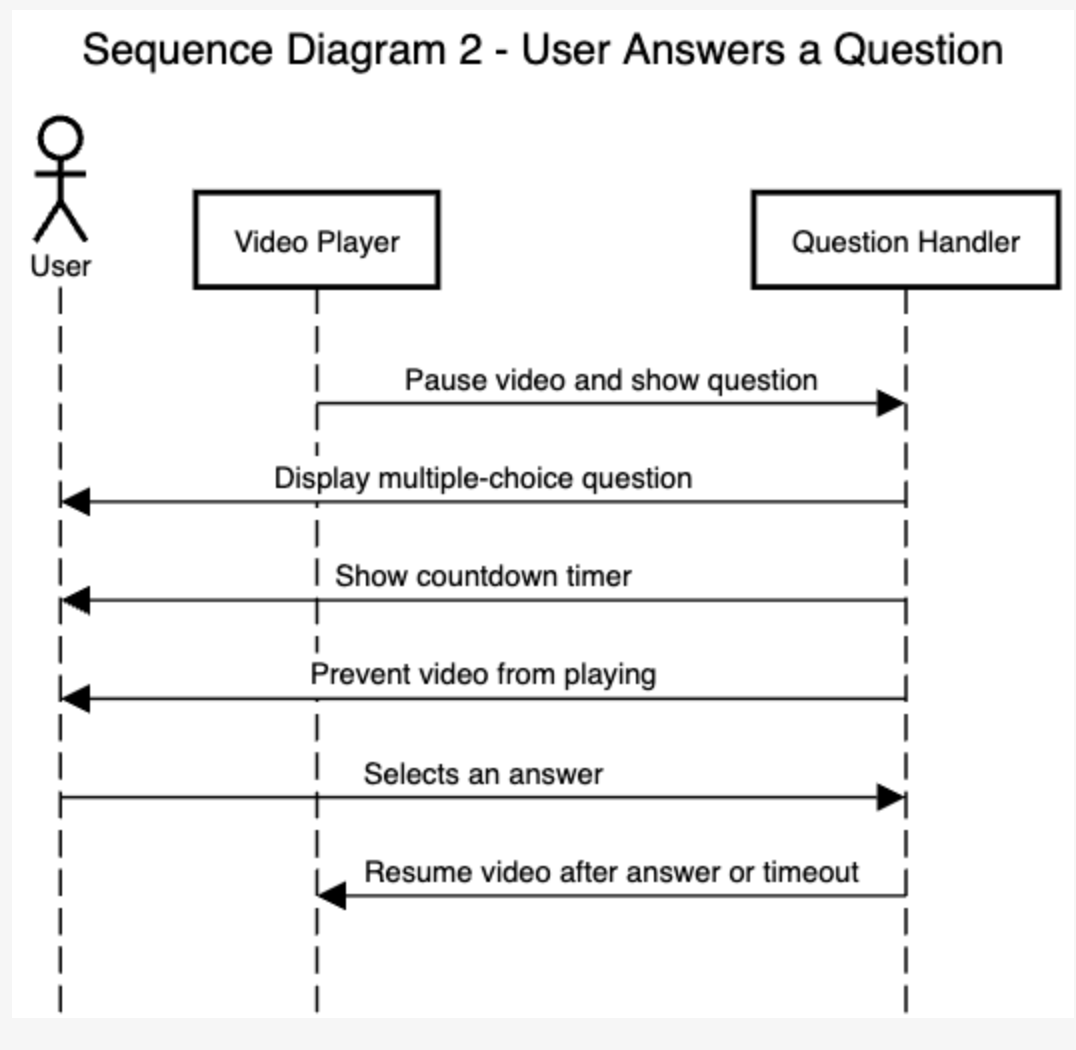 Sequence Diagram 2 - User Answers a Question
User
Video Player
Question Handler
Pause video and show question
Display multiple-choice question
Show countdown timer
Prevent video from playing
Selects an answer
Resume video after answer or timeout